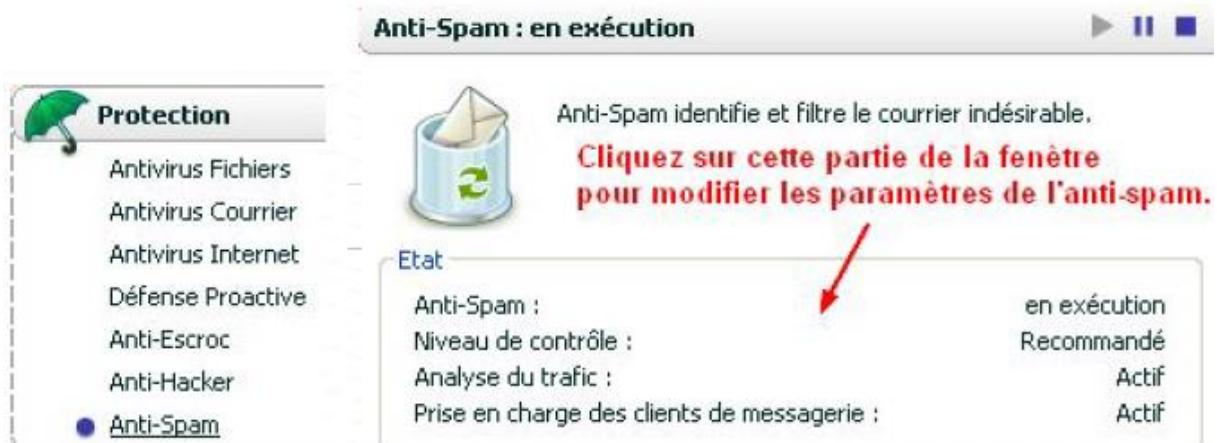 Protection
Antivirus Fichiers
Antivirus Courrier
Antivirus Internet
Défense Proactive
Anti-Escroc
Anti-Hacker
Anti-Spam
Anti-Spam : en exécution
Anti-Spam identifie et filtre le courrier indésirable.
Cliquez sur cette partie de la fenêtre
pour modifier les paramètres de l'anti-spam.
Etat
Anti-Spam : en exécution
Niveau de contrôle : Recommandé
Analyse du trafic : Actif
Prise en charge des clients de messagerie : Actif